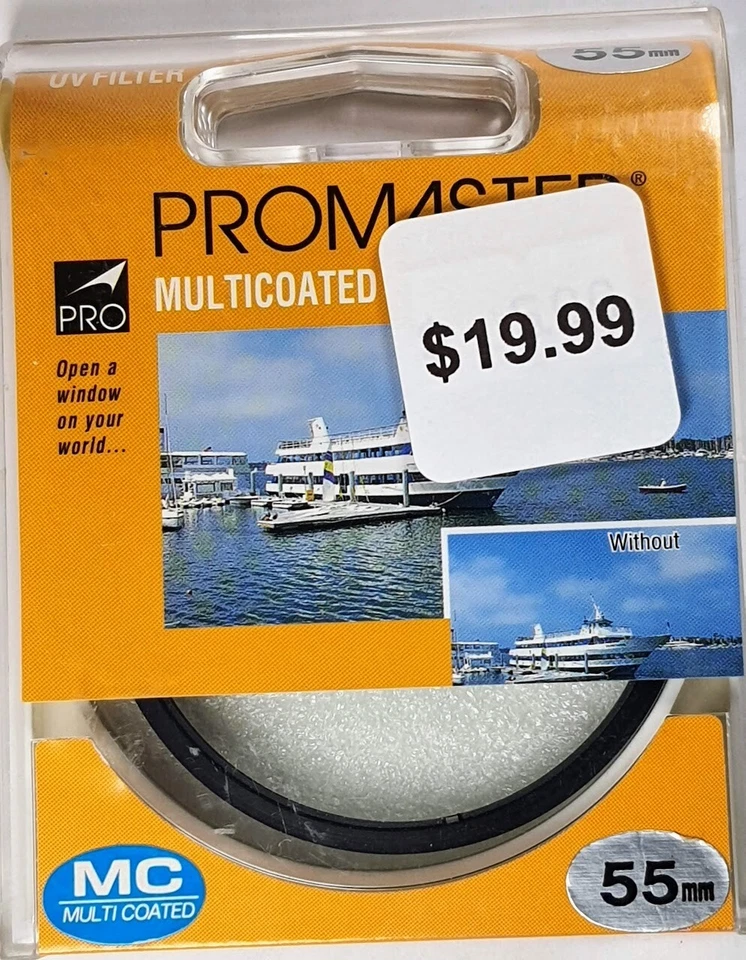 55mm
UV FILTER
PROMASTER®
MULTICOATED
$19.99
PRO
Open a
window
on your
world...
Without
MC
MULTI COATED
55mm